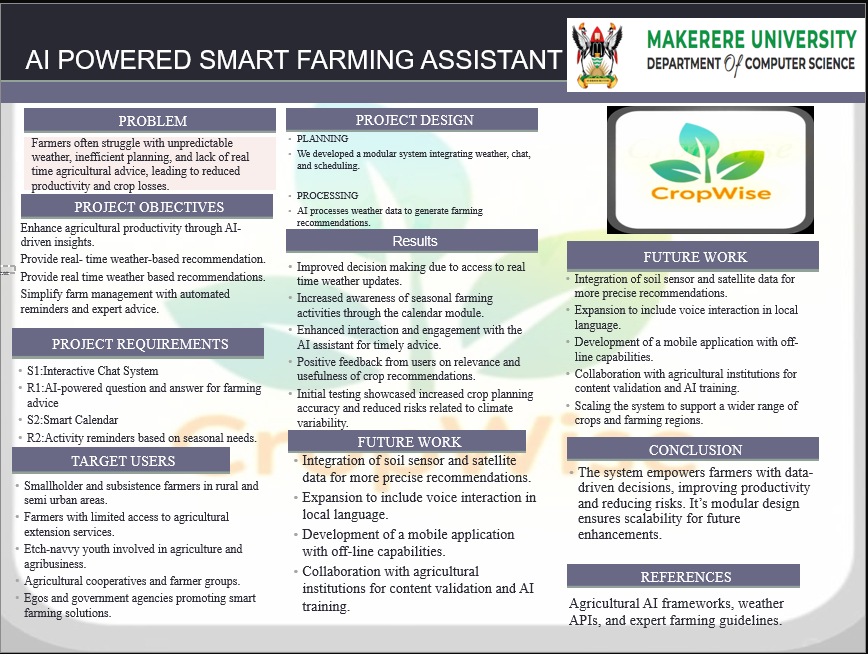 AI POWERED SMART FARMING ASSISTANT
MAKERERE UNIVERSITY
DEPARTMENT Of COMPUTER SCIENCE
PROBLEM
Farmers often struggle with unpredictable
weather, inefficient planning, and lack of real
time agricultural advice, leading to reduced
productivity and crop losses.
PROJECT OBJECTIVES
Enhance agricultural productivity through AI-
driven insights.
Provide real- time weather-based recommendation.
Provide real time weather based recommendations.
Simplify farm management with automated
reminders and expert advice.
PROJECT REQUIREMENTS
S1:Interactive Chat System
R1:AI-powered question and answer for farming
advice
S2:Smart Calendar
R2:Activity reminders based on seasonal needs.
TARGET USERS
Smallholder and subsistence farmers in rural and
semi urban areas.
Farmers with limited access to agricultural
extension services.
Etch-navvy youth involved in agriculture and
agribusiness.
Agricultural cooperatives and farmer groups.
Egos and government agencies promoting smart
farming solutions.
PROJECT DESIGN
PLANNING
We developed a modular system integrating weather, chat,
and scheduling.
PROCESSING
AI processes weather data to generate farming
recommendations.
Results
Improved decision making due to access to real
time weather updates.
Increased awareness of seasonal farming
activities through the calendar module.
Enhanced interaction and engagement with the
AI assistant for timely advice.
Positive feedback from users on relevance and
usefulness of crop recommendations.
Initial testing showcased increased crop planning
accuracy and reduced risks related to climate
variability.
FUTURE WORK
Integration of soil sensor and satellite
data for more precise recommendations.
Expansion to include voice interaction in
local language.
Development of a mobile application
with off-line capabilities.
Collaboration with agricultural
institutions for content validation and AI
training.
CropWise
FUTURE WORK
Integration of soil sensor and satellite data for
more precise recommendations.
Expansion to include voice interaction in local
language.
Development of a mobile application with off-
line capabilities.
Collaboration with agricultural institutions for
content validation and AI training.
Scaling the system to support a wider range of
crops and farming regions.
CONCLUSION
The system empowers farmers with data-
driven decisions, improving productivity
and reducing risks. It's modular design
ensures scalability for future
enhancements.
REFERENCES
Agricultural AI frameworks, weather
APIs, and expert farming guidelines.
CropWise